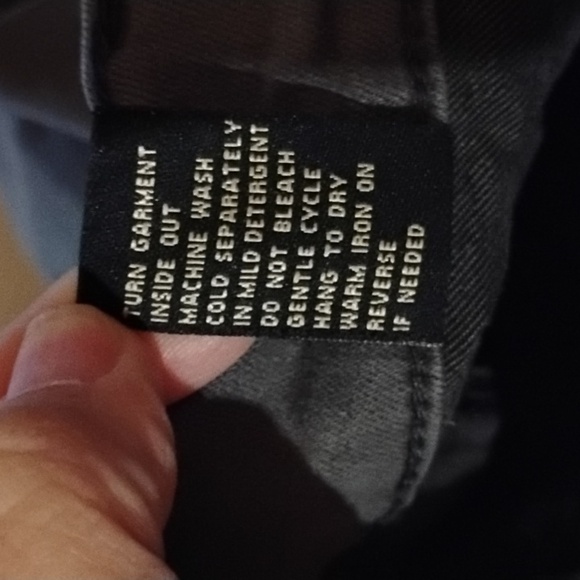 TURN GARMENT
INSIDE OUT
MACHINE WASH
COLD SEPARATELY
IN MILD DETERGENT
DO NOT BLEACH
GENTLE CYCLE
HANG TO DRY
WARM IRON ON
REVERSE
IF NEEDED